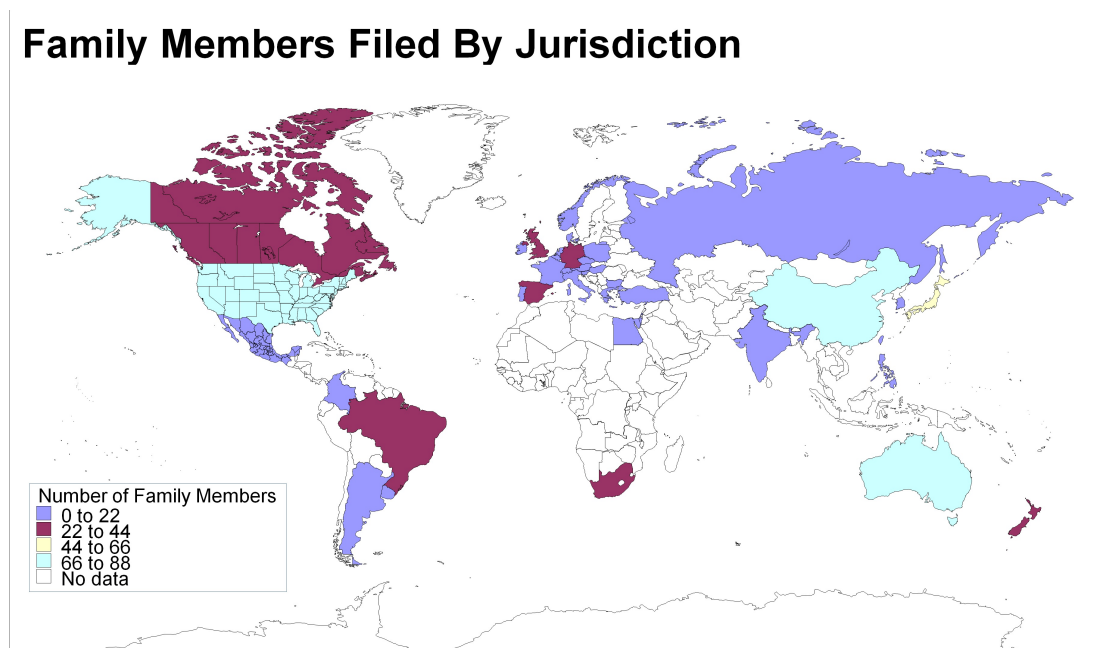 Family Members Filed By Jurisdiction
Number of Family Members
0 to 22
22 to 44
44 to 66
66 to 88
No data